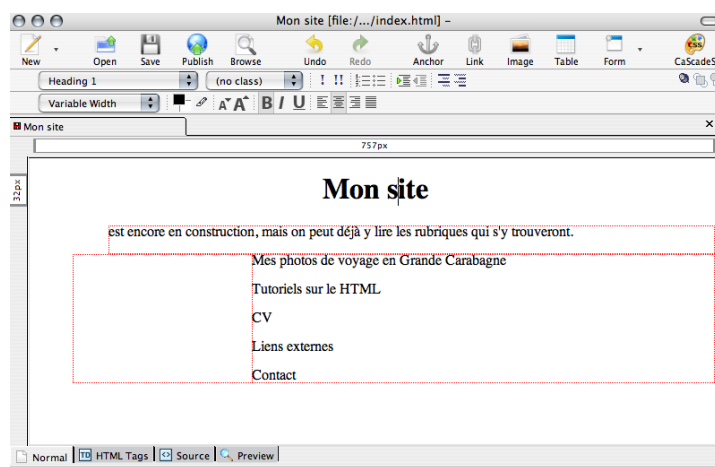 Mon site [file:/.../index.html] –
New Open Save Publish Browse Undo Redo Anchor Link Image Table Form CaScadeS
Heading 1 (no class) ! !!
Variable Width A A B I U
Mon site
757px
32px
Mon site
est encore en construction, mais on peut déjà y lire les rubriques qui s'y trouveront.
Mes photos de voyage en Grande Carabagne
Tutoriels sur le HTML
CV
Liens externes
Contact
Normal TD HTML Tags Source Preview